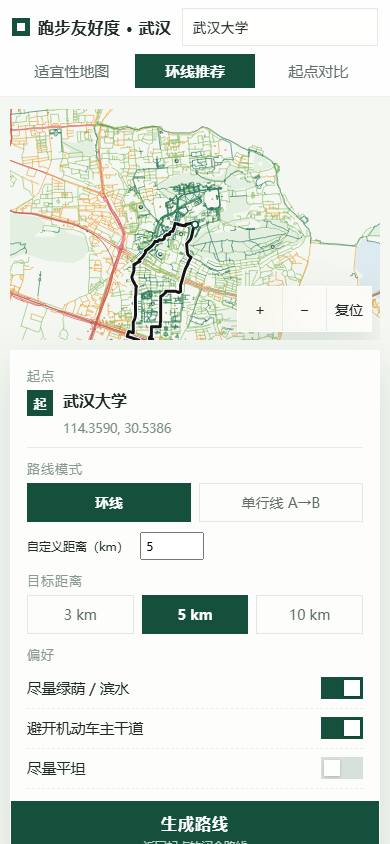 跑步友好度 • 武汉
武汉大学
适宜性地图
环线推荐
起点对比
+
−
复位
起点
起
武汉大学
114.3590, 30.5386
路线模式
环线
单行线 A→B
自定义距离（km）
5
目标距离
3 km
5 km
10 km
偏好
尽量绿荫 / 滨水
避开机动车主干道
尽量平坦
生成路线